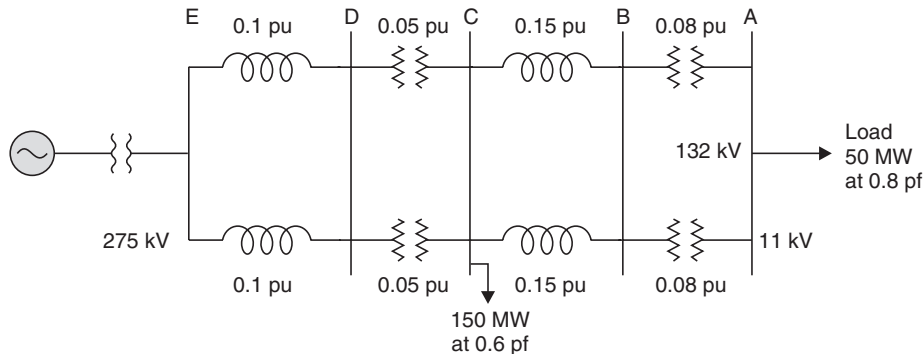 E
D
C
B
A
0.1 pu
0.05 pu
0.15 pu
0.08 pu
132 kV
Load
50 MW
at 0.8 pf
275 kV
11 kV
0.1 pu
0.05 pu
0.15 pu
0.08 pu
150 MW
at 0.6 pf